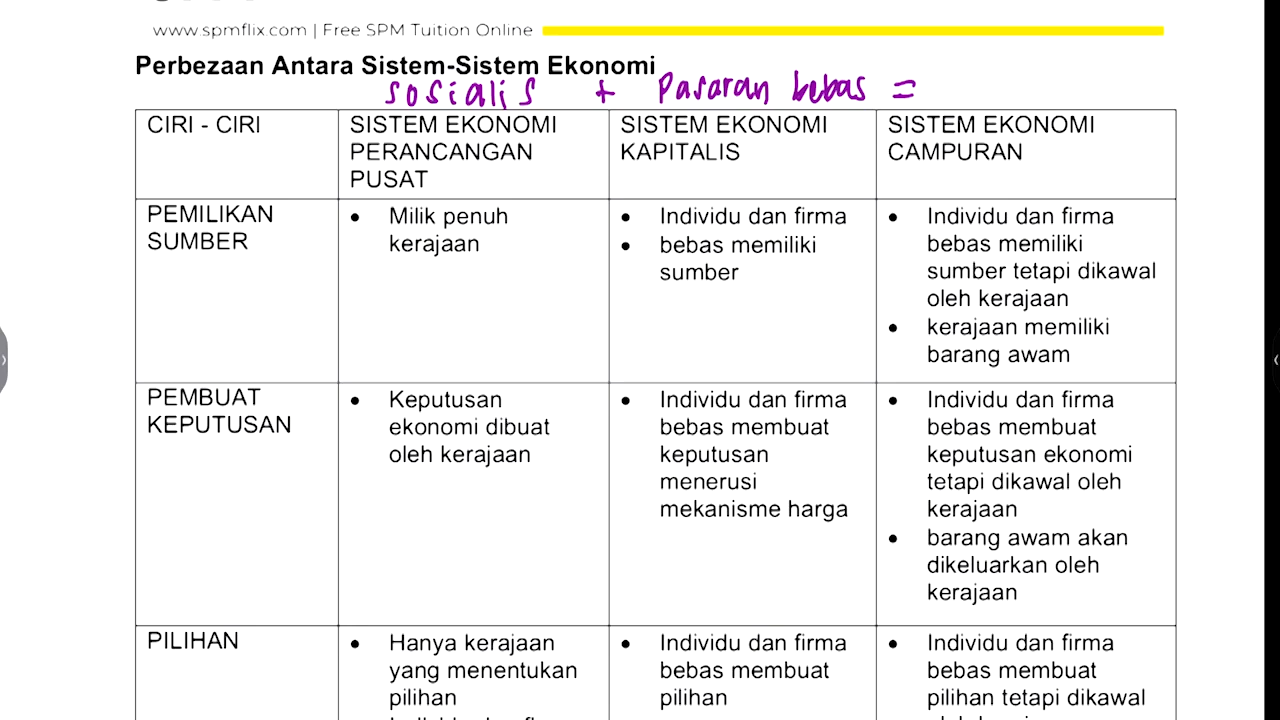 www.spmflix.com | Free SPM Tuition Online
Perbezaan Antara Sistem-Sistem Ekonomi
sosialis + Pasaran bebas =
CIRI - CIRI
SISTEM EKONOMI
PERANCANGAN
PUSAT
SISTEM EKONOMI
KAPITALIS
SISTEM EKONOMI
CAMPURAN
PEMILIKAN
SUMBER
• Milik penuh
kerajaan
• Individu dan firma
• bebas memiliki
sumber
• Individu dan firma
bebas memiliki
sumber tetapi dikawal
oleh kerajaan
• kerajaan memiliki
barang awam
PEMBUAT
KEPUTUSAN
• Keputusan
ekonomi dibuat
oleh kerajaan
• Individu dan firma
bebas membuat
keputusan
menerusi
mekanisme harga
• Individu dan firma
bebas membuat
keputusan ekonomi
tetapi dikawal oleh
kerajaan
• barang awam akan
dikeluarkan oleh
kerajaan
PILIHAN
• Hanya kerajaan
yang menentukan
pilihan
• Individu dan firma
bebas membuat
pilihan
• Individu dan firma
bebas membuat
pilihan tetapi dikawal